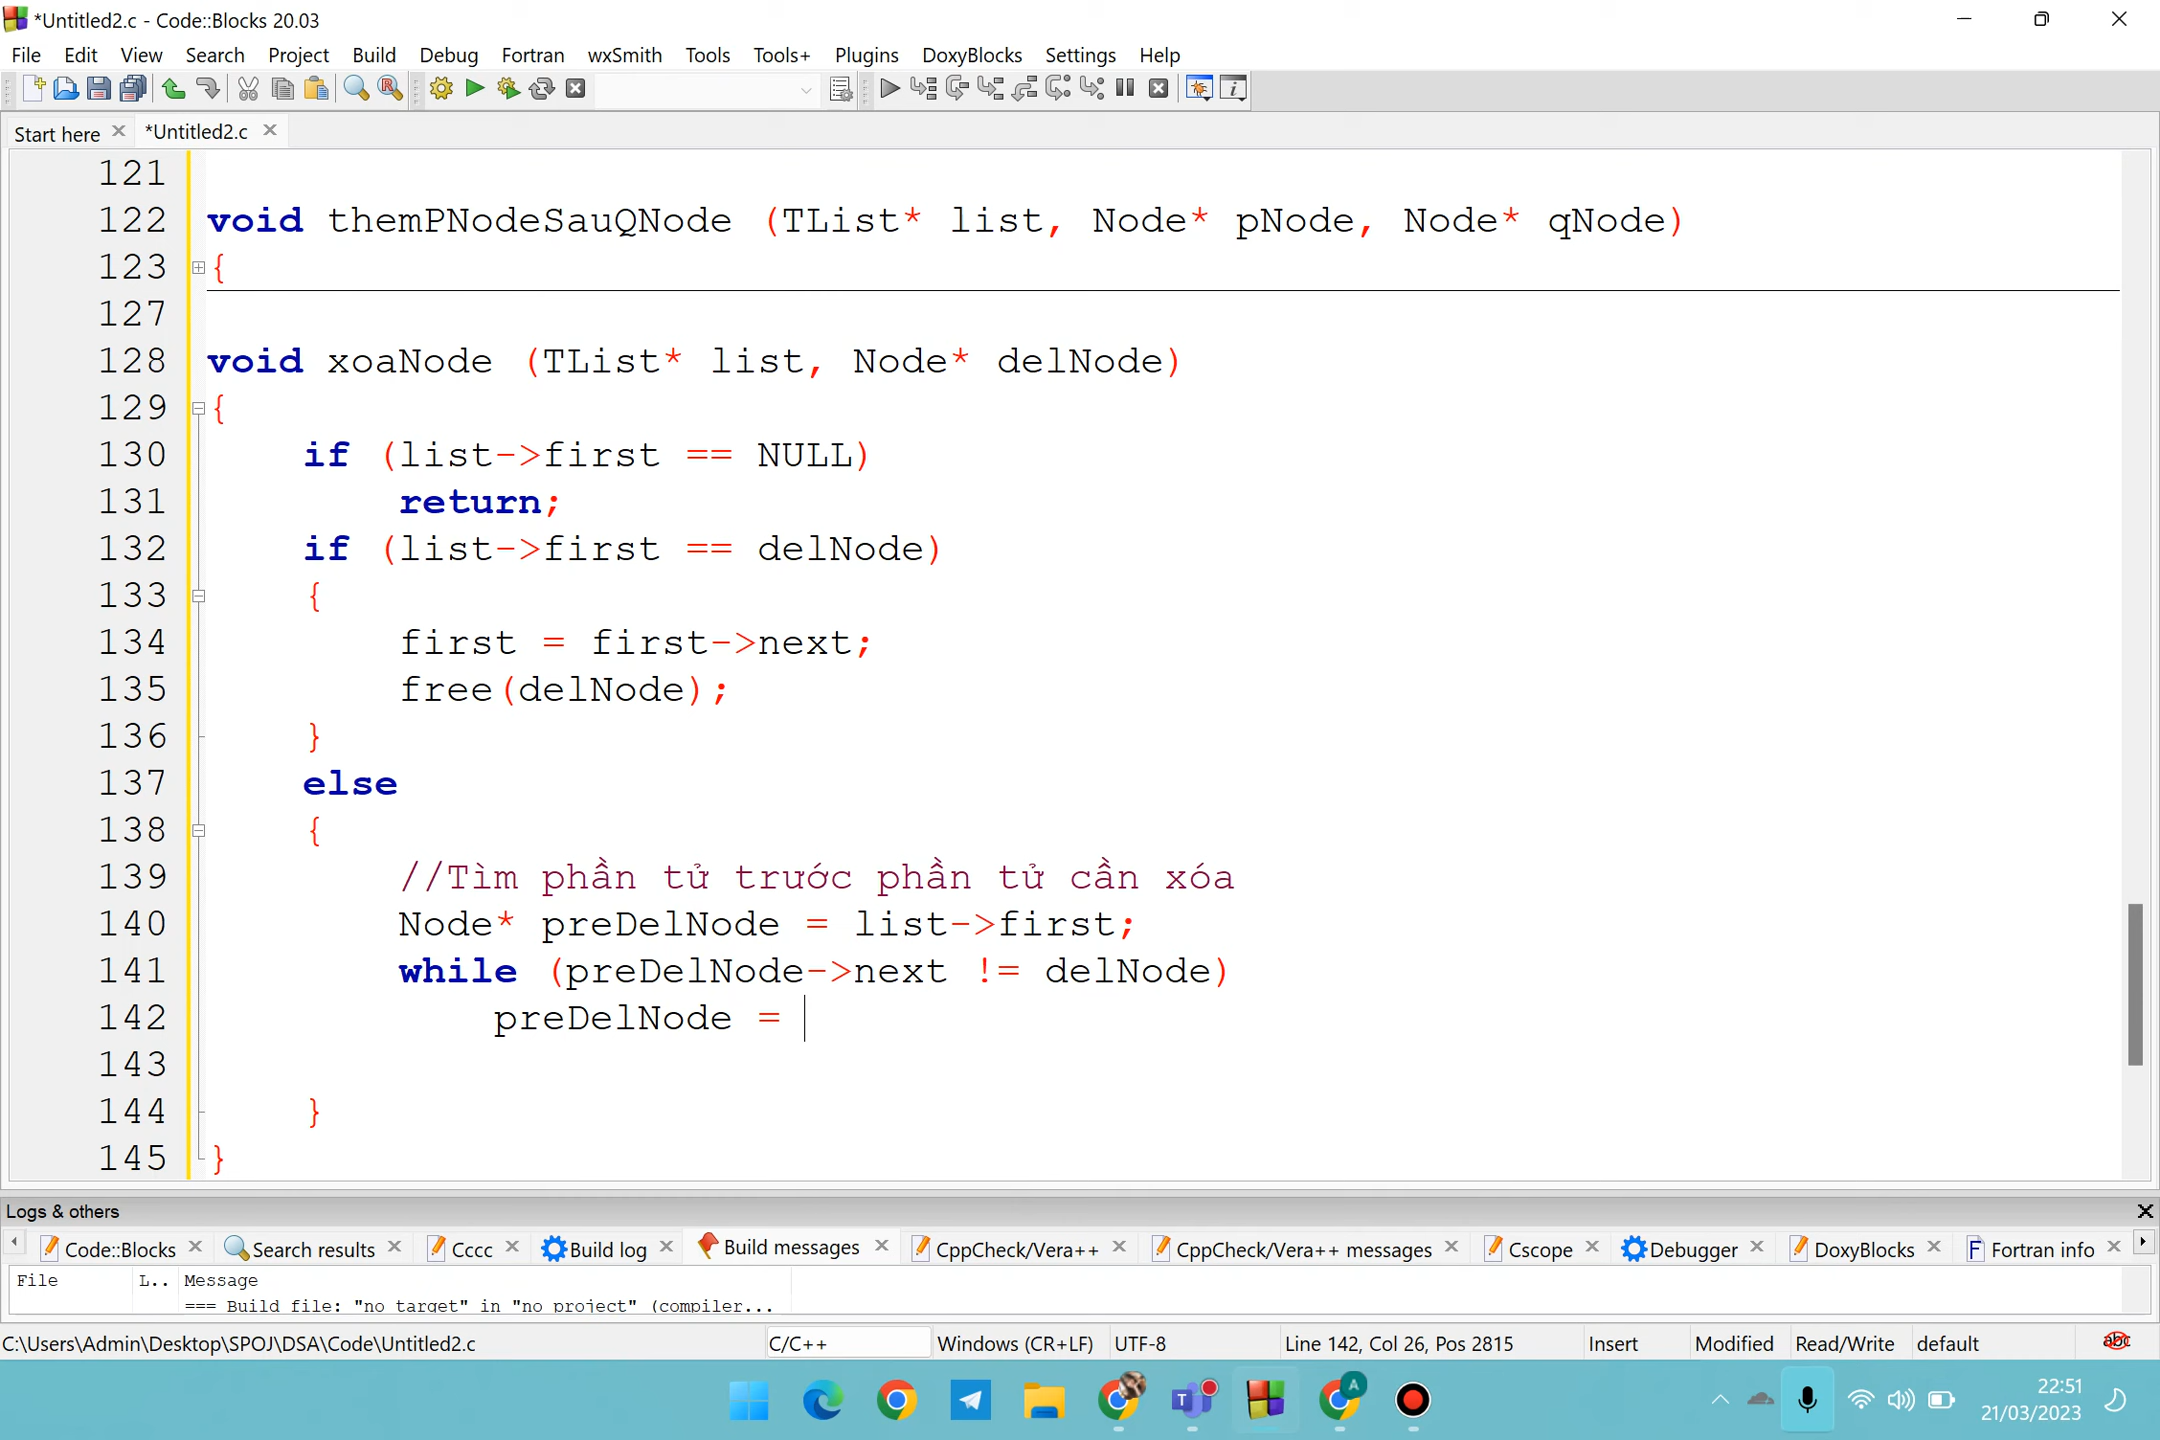 *Untitled2.c - Code::Blocks 20.03
File Edit View Search Project Build Debug Fortran wxSmith Tools Tools+ Plugins DoxyBlocks Settings Help
Start here *Untitled2.c
121
122 void themPNodeSauQNode (TList* list, Node* pNode, Node* qNode)
123 {
127
128 void xoaNode (TList* list, Node* delNode)
129 {
130 if (list->first == NULL)
131 return;
132 if (list->first == delNode)
133 {
134 first = first->next;
135 free(delNode);
136 }
137 else
138 {
139 //Tìm phần tử trước phần tử cần xóa
140 Node* preDelNode = list->first;
141 while (preDelNode->next != delNode)
142 preDelNode =
143
144 }
145 }
Logs & others
Code::Blocks Search results Cccc Build log Build messages CppCheck/Vera++ CppCheck/Vera++ messages Cscope Debugger DoxyBlocks F Fortran info
File L.. Message
=== Build file: "no target" in "no project" (compiler...
C:\Users\Admin\Desktop\SPOJ\DSA\Code\Untitled2.c C/C++ Windows (CR+LF) UTF-8 Line 142, Col 26, Pos 2815 Insert Modified Read/Write default abc
T A 22:51
21/03/2023